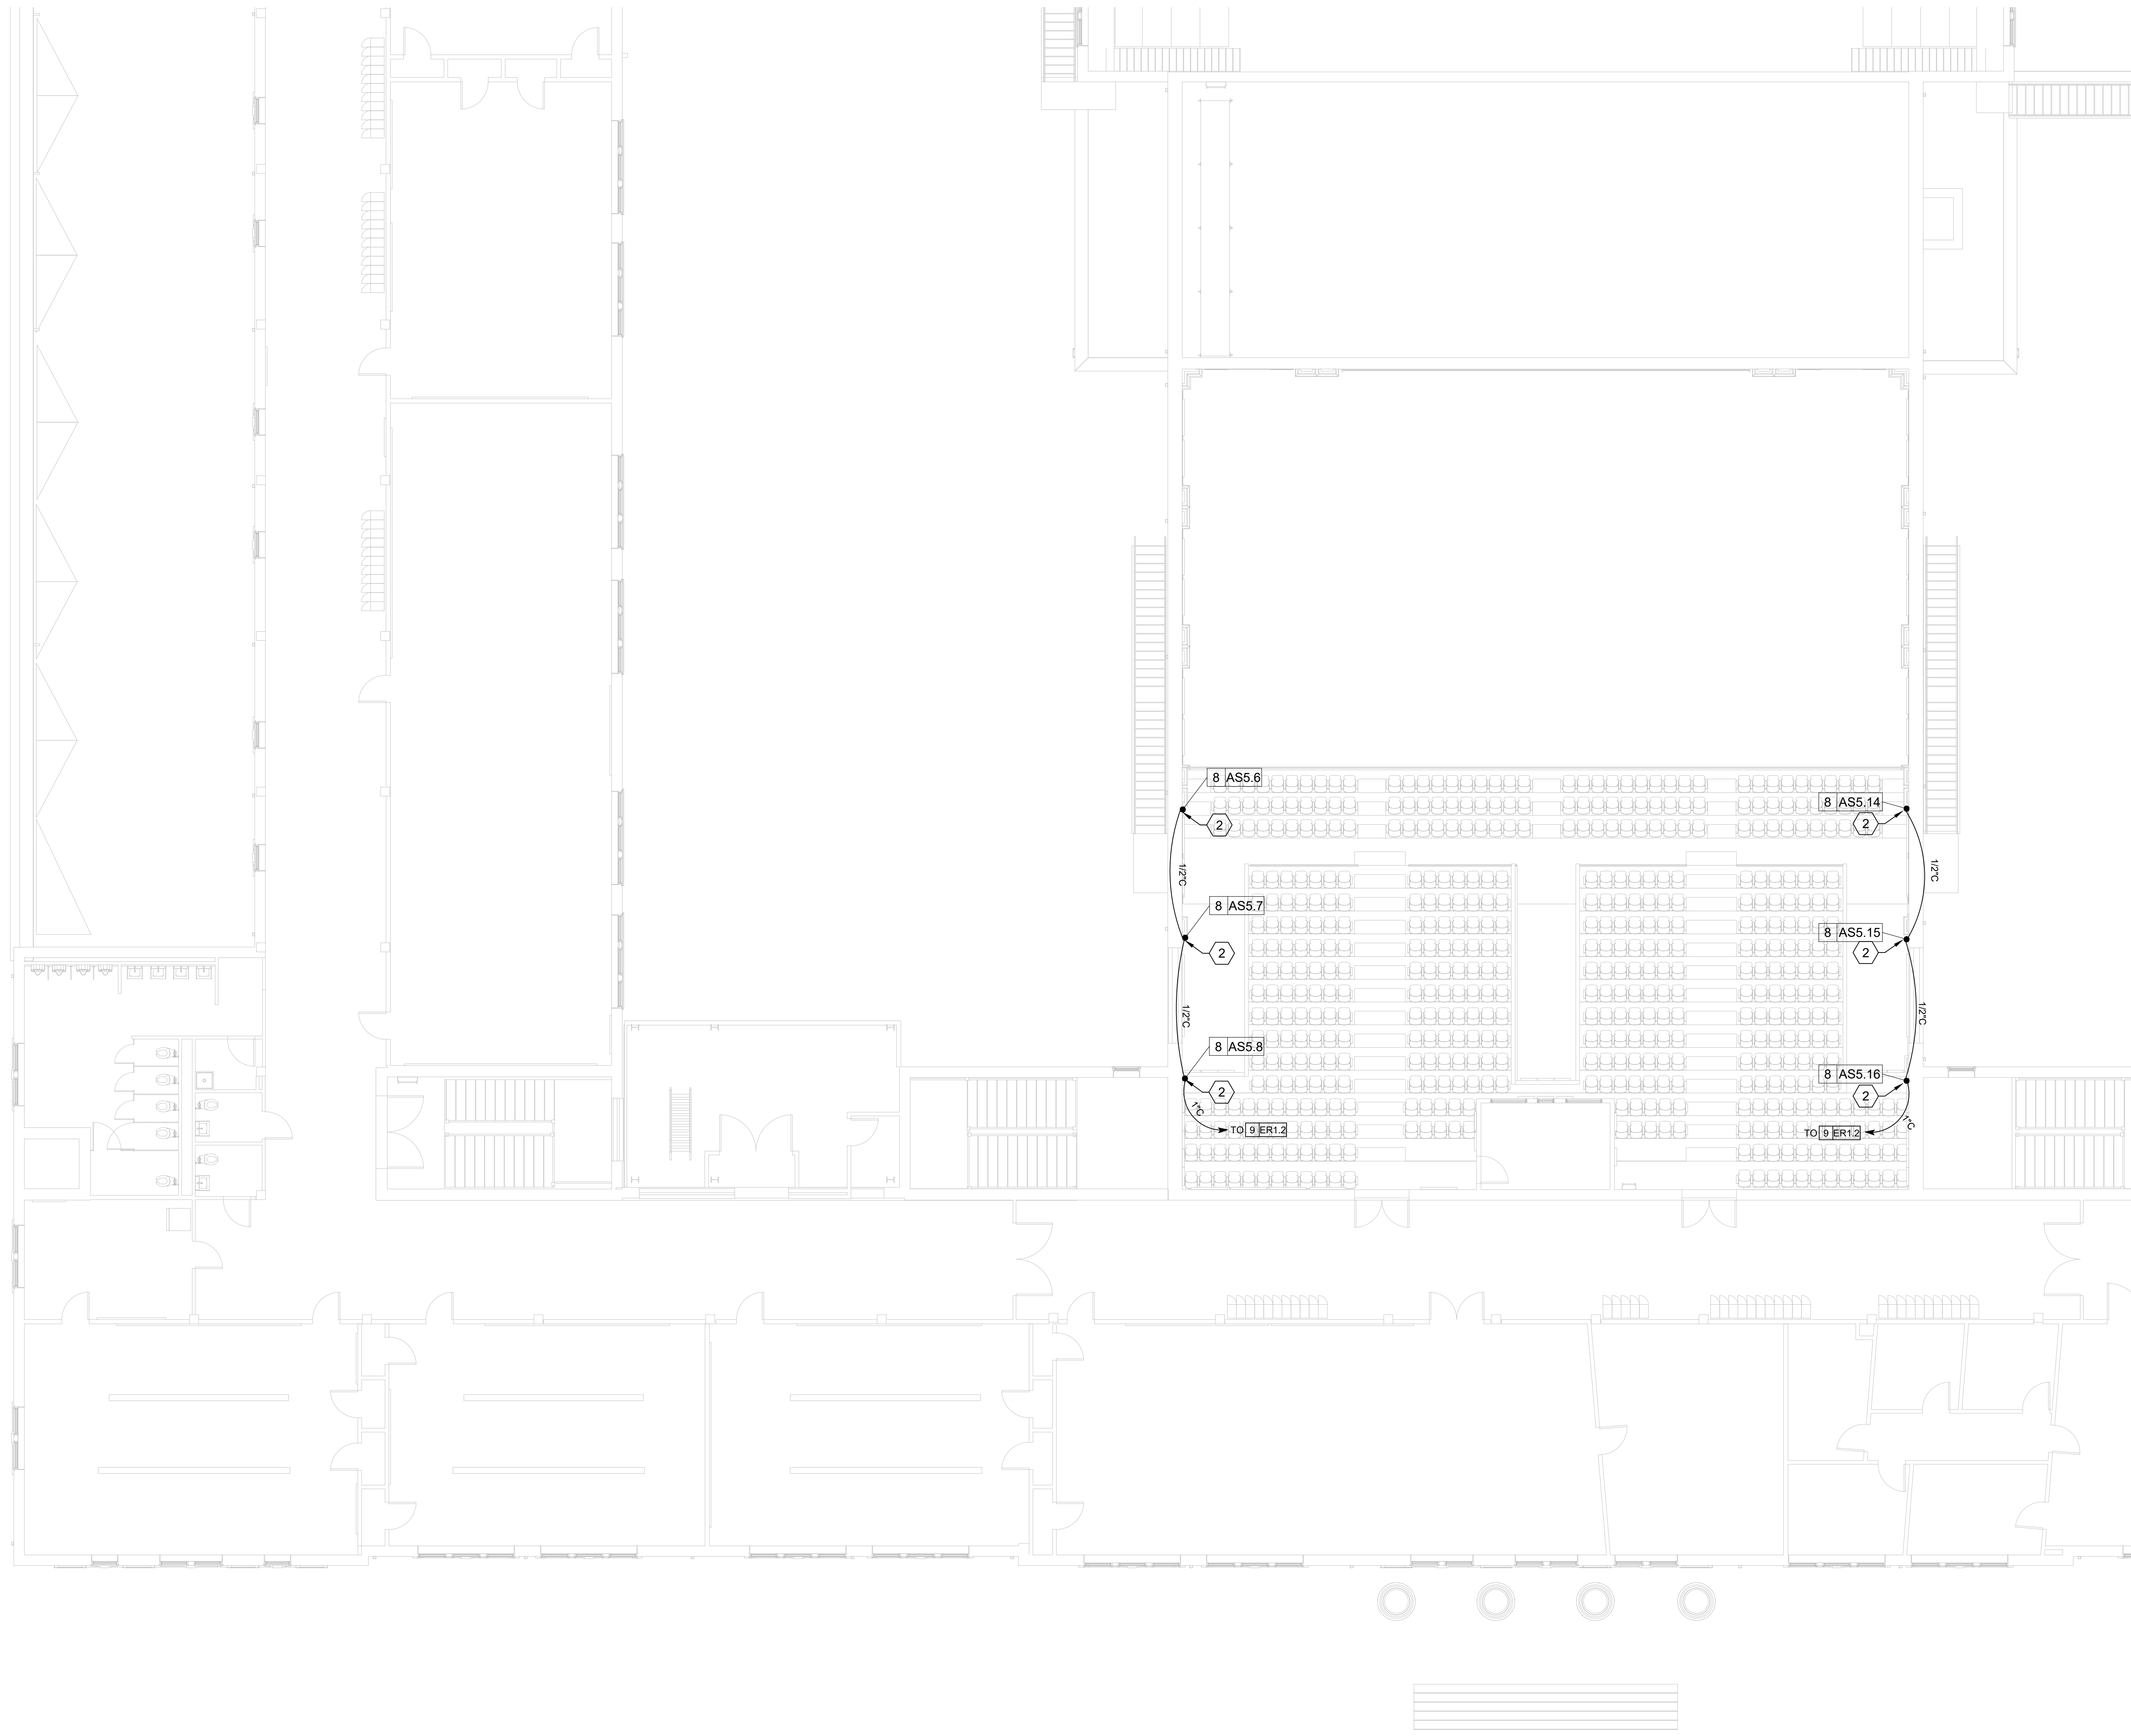 8 AS5.6
2
1/2"C
8 AS5.7
2
1/2"C
8 AS5.8
2
1"C
TO 9 ER1.2
8 AS5.14
2
1/2"C
8 AS5.15
2
1/2"C
8 AS5.16
2
1"C
TO 9 ER1.2